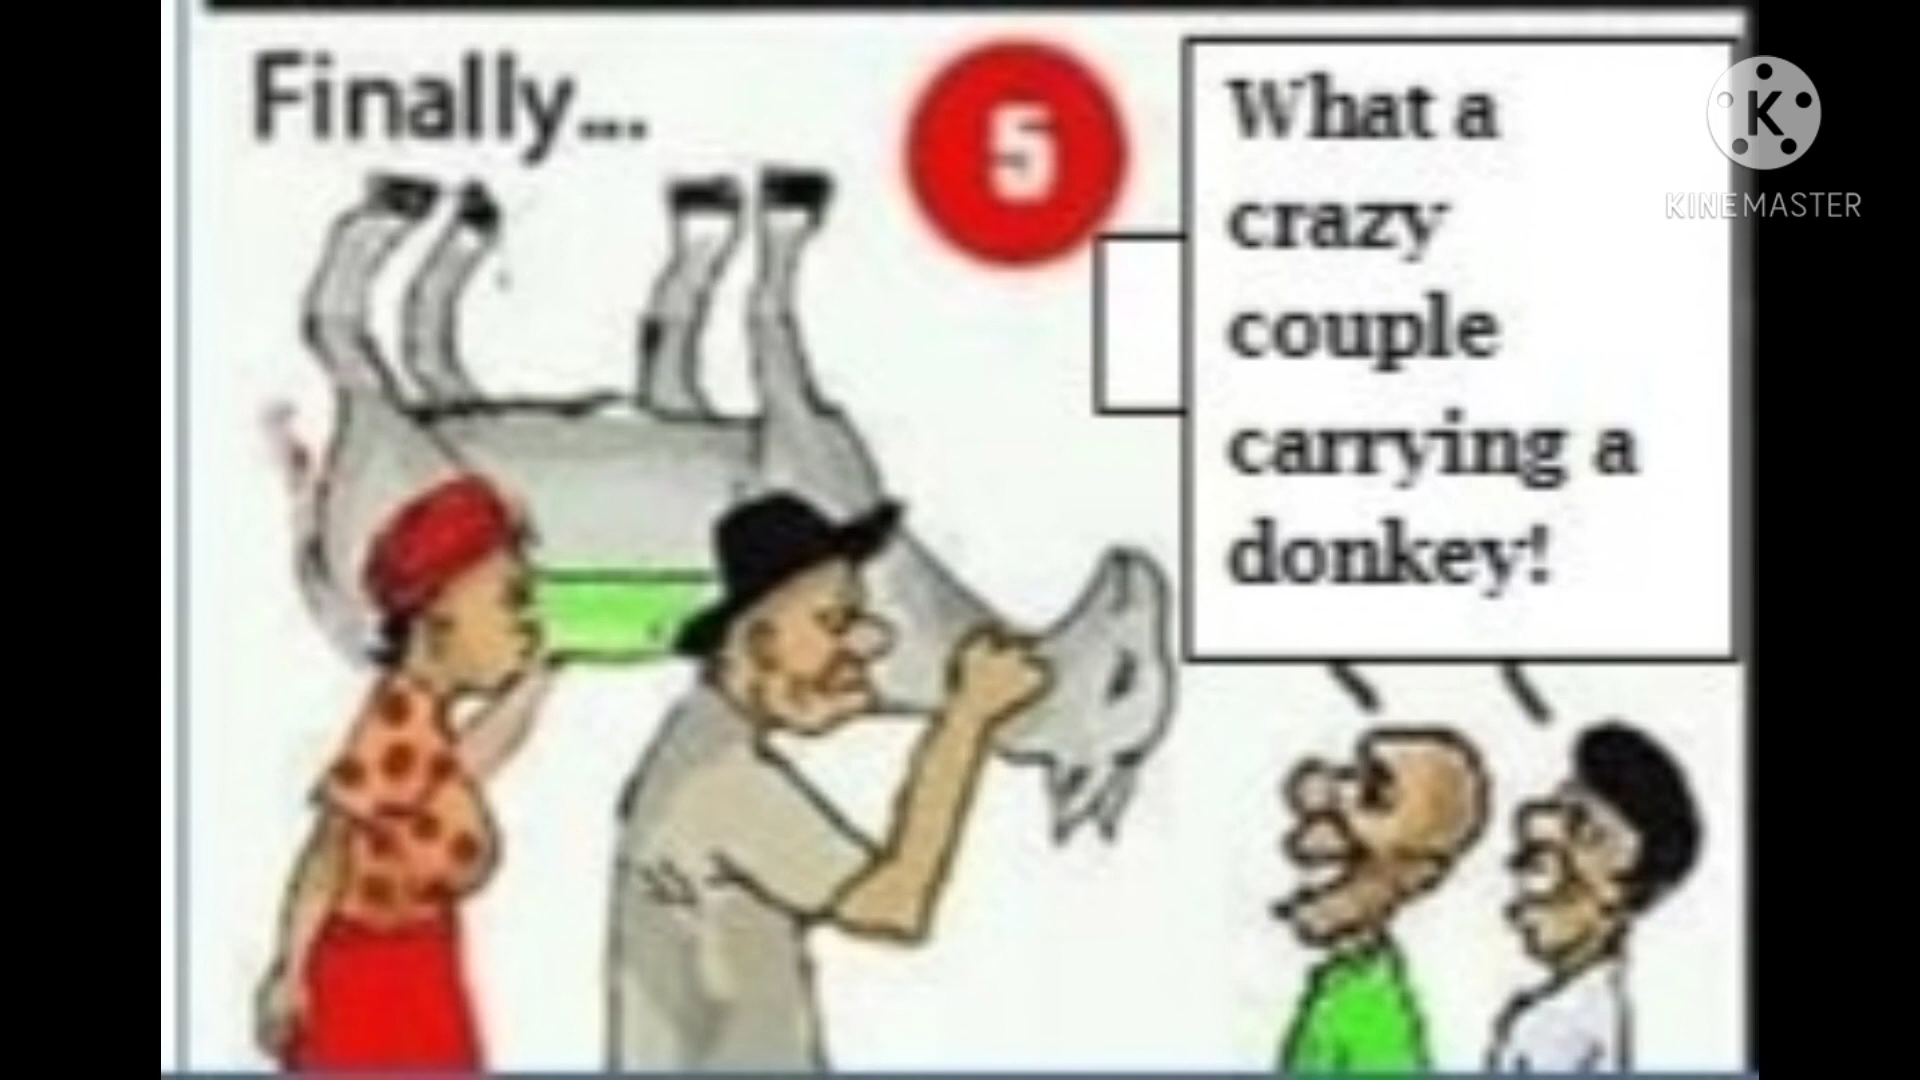 Finally...
5
What a
crazy
couple
carrying a
donkey!
K
KINEMASTER